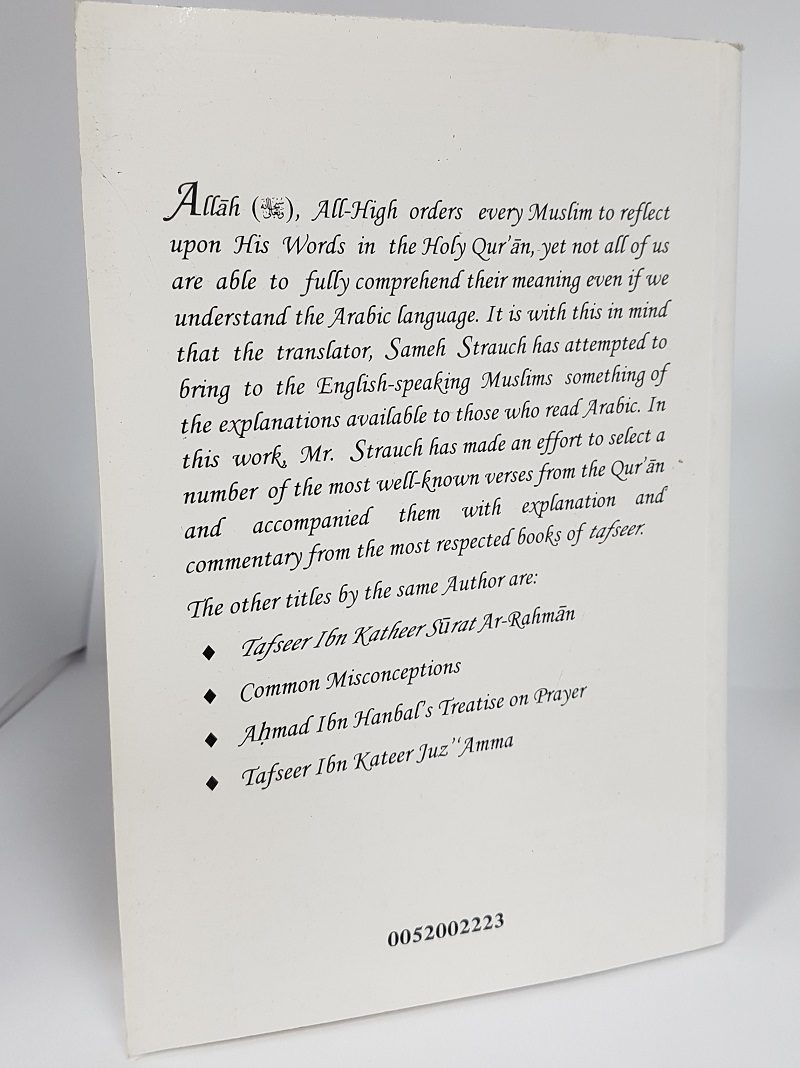 Allāh (ﷻ), All-High orders every Muslim to reflect
upon His Words in the Holy Qur'ān, yet not all of us
are able to fully comprehend their meaning even if we
understand the Arabic language. It is with this in mind
that the translator, Sameh Strauch has attempted to
bring to the English-speaking Muslims something of
the explanations available to those who read Arabic. In
this work, Mr. Strauch has made an effort to select a
number of the most well-known verses from the Qur'ān
and accompanied them with explanation and
commentary from the most respected books of tafseer.
The other titles by the same Author are:
♦ Tafseer Ibn Katheer Sūrat Ar-Rahmān
♦ Common Misconceptions
♦ Aḥmad Ibn Hanbal's Treatise on Prayer
♦ Tafseer Ibn Kateer Juz'‘Amma
0052002223